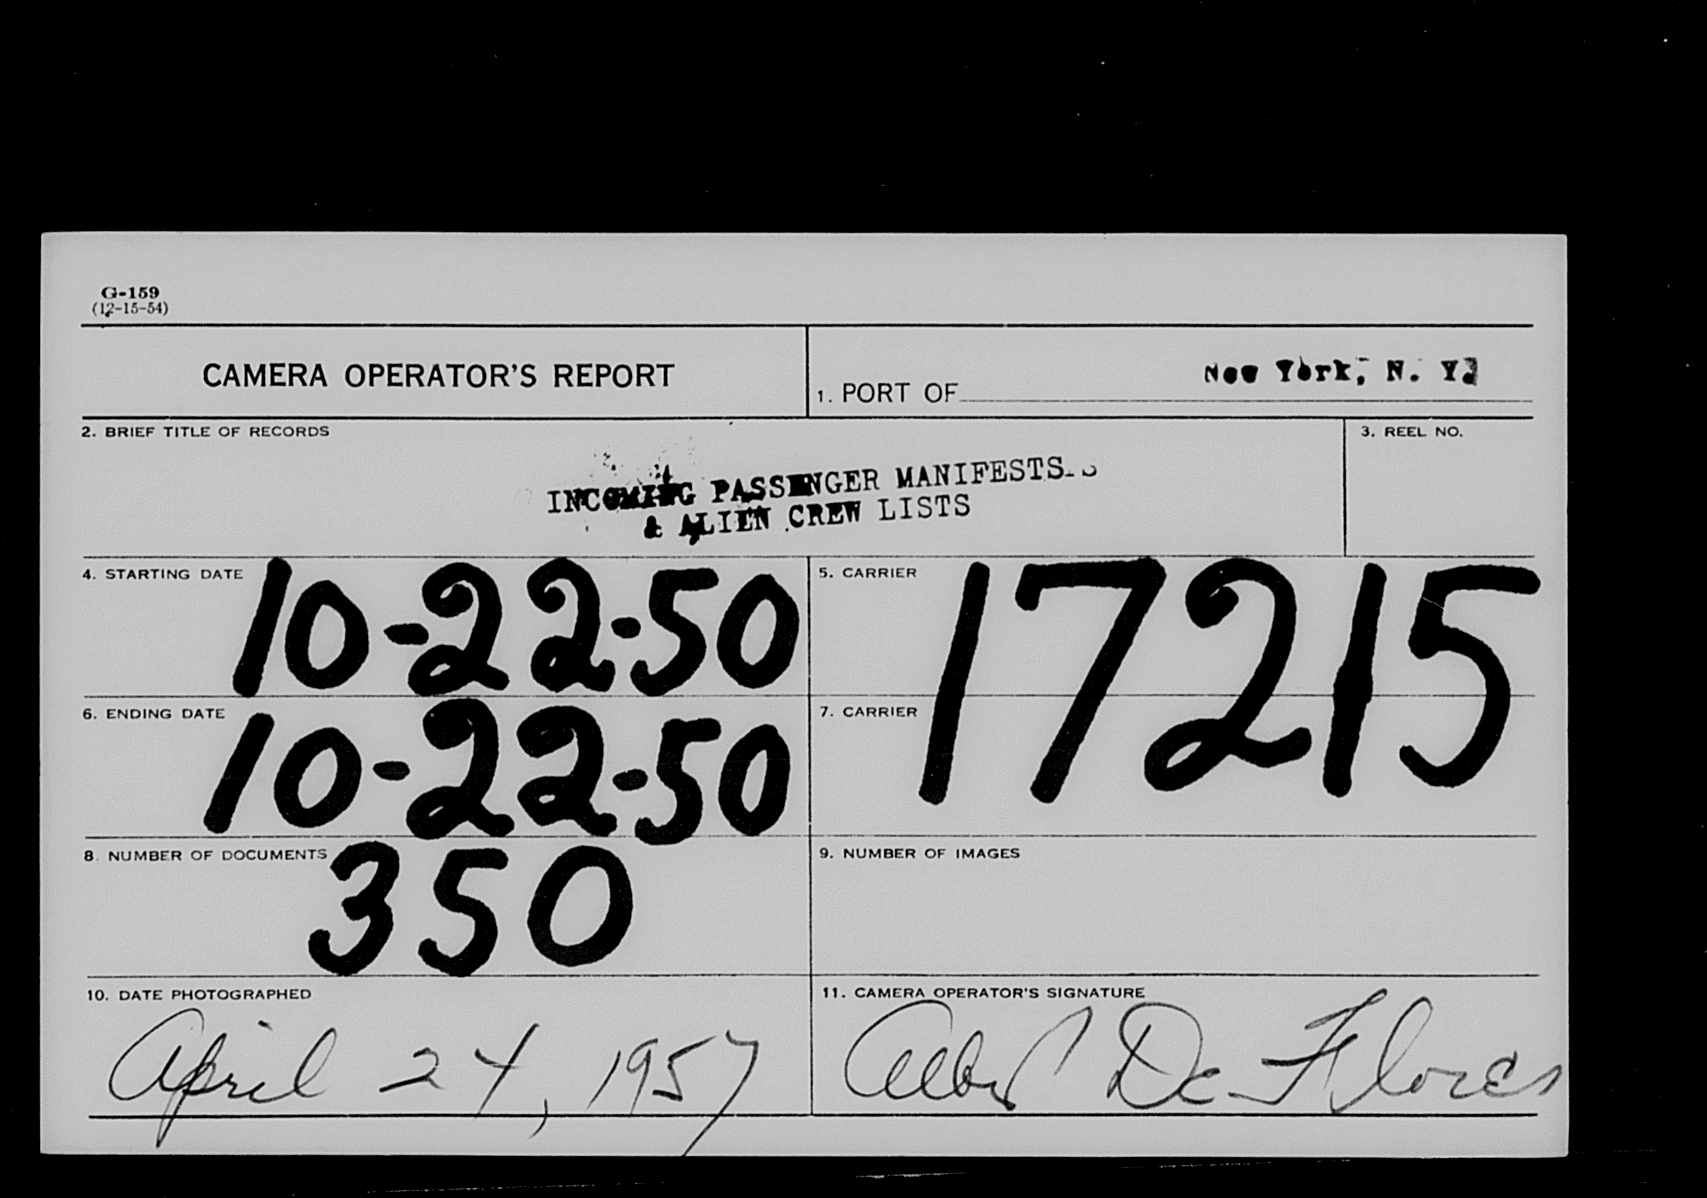 G-159
(12-15-54)
CAMERA OPERATOR'S REPORT
1. PORT OF New York, N. Y.
2. BRIEF TITLE OF RECORDS
3. REEL NO.
INCOMING PASSENGER MANIFESTS
& ALIEN CREW LISTS
4. STARTING DATE 10-22-50
5. CARRIER 17215
6. ENDING DATE 10-22-50
7. CARRIER
8. NUMBER OF DOCUMENTS 350
9. NUMBER OF IMAGES
10. DATE PHOTOGRAPHED
April 24, 1957
11. CAMERA OPERATOR'S SIGNATURE
De Flores